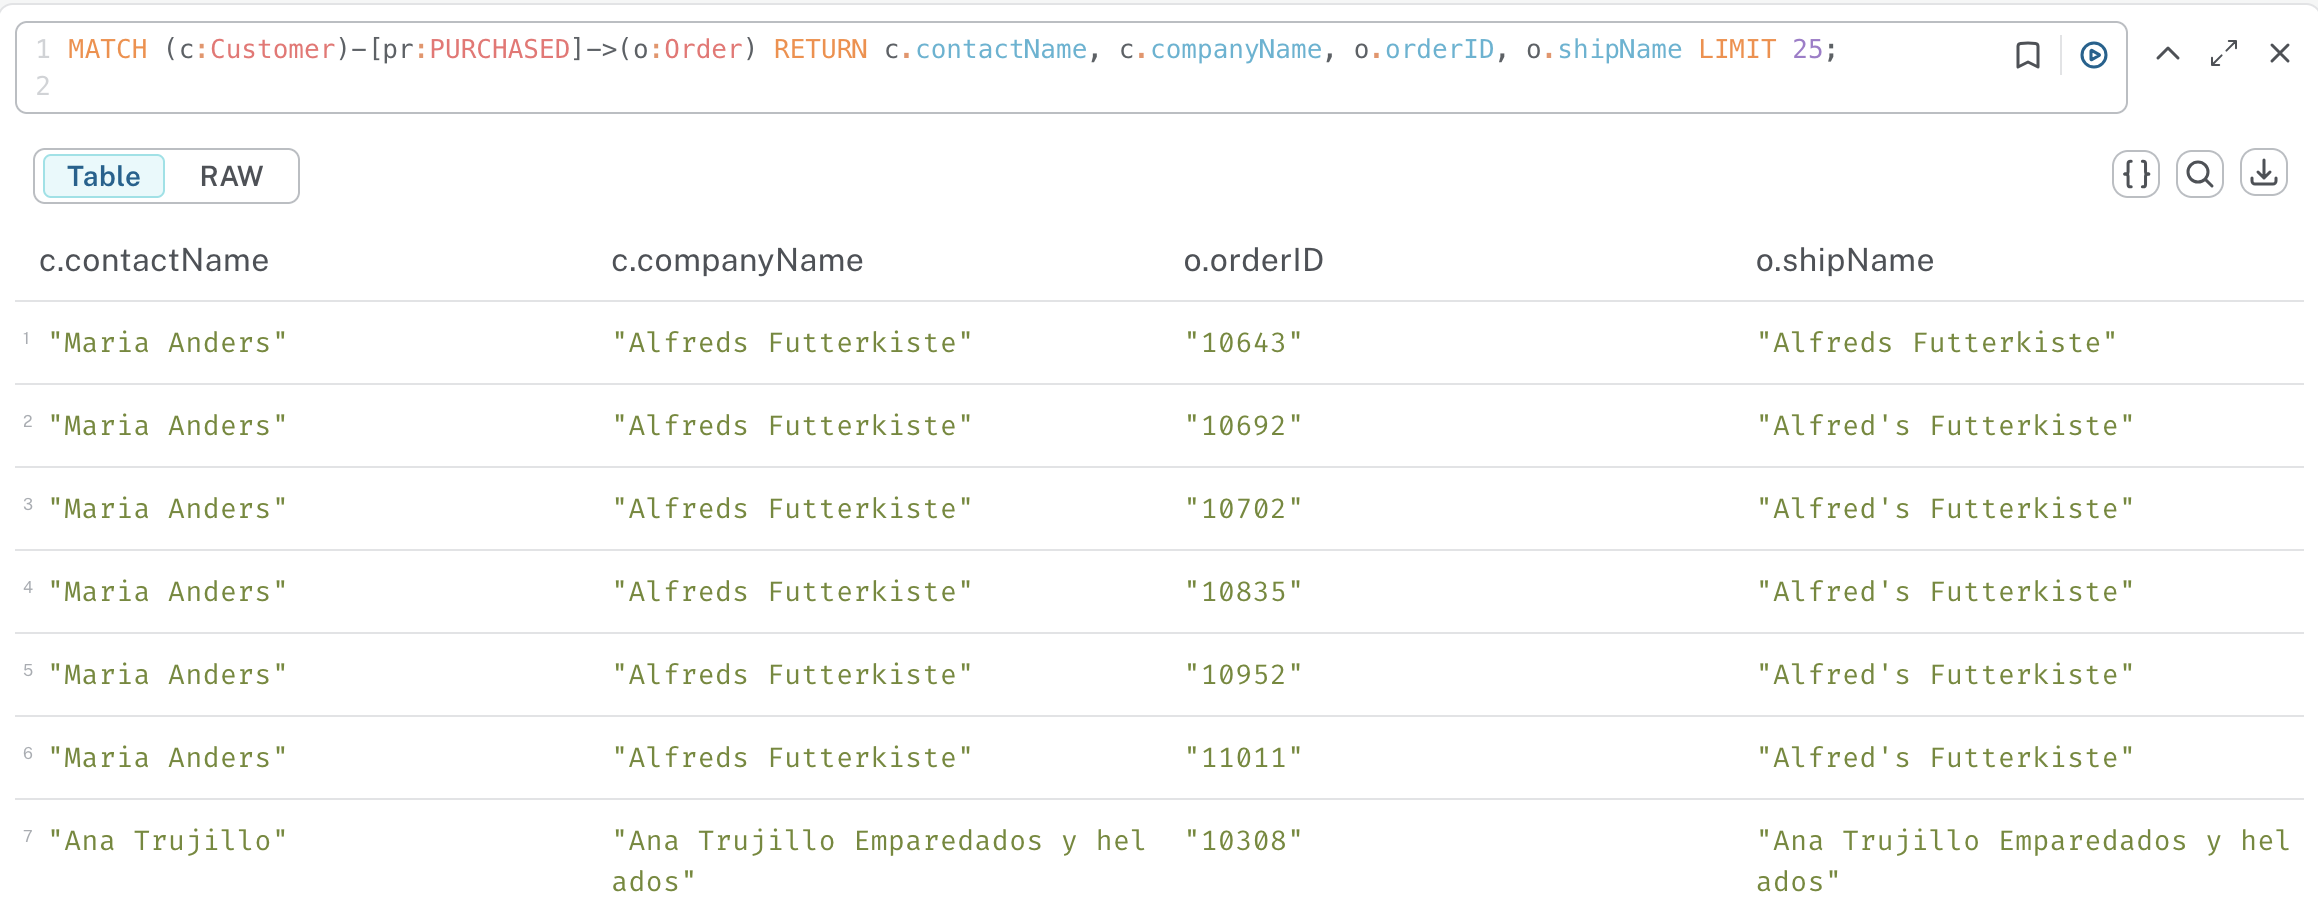 1 MATCH (c:Customer)-[pr:PURCHASED]->(o:Order) RETURN c.contactName, c.companyName, o.orderID, o.shipName LIMIT 25;
2
Table RAW
{}
c.contactName c.companyName o.orderID o.shipName
1 "Maria Anders" "Alfreds Futterkiste" "10643" "Alfreds Futterkiste"
2 "Maria Anders" "Alfreds Futterkiste" "10692" "Alfred's Futterkiste"
3 "Maria Anders" "Alfreds Futterkiste" "10702" "Alfred's Futterkiste"
4 "Maria Anders" "Alfreds Futterkiste" "10835" "Alfred's Futterkiste"
5 "Maria Anders" "Alfreds Futterkiste" "10952" "Alfred's Futterkiste"
6 "Maria Anders" "Alfreds Futterkiste" "11011" "Alfred's Futterkiste"
7 "Ana Trujillo" "Ana Trujillo Emparedados y hel "10308" "Ana Trujillo Emparedados y hel
ados" ados"